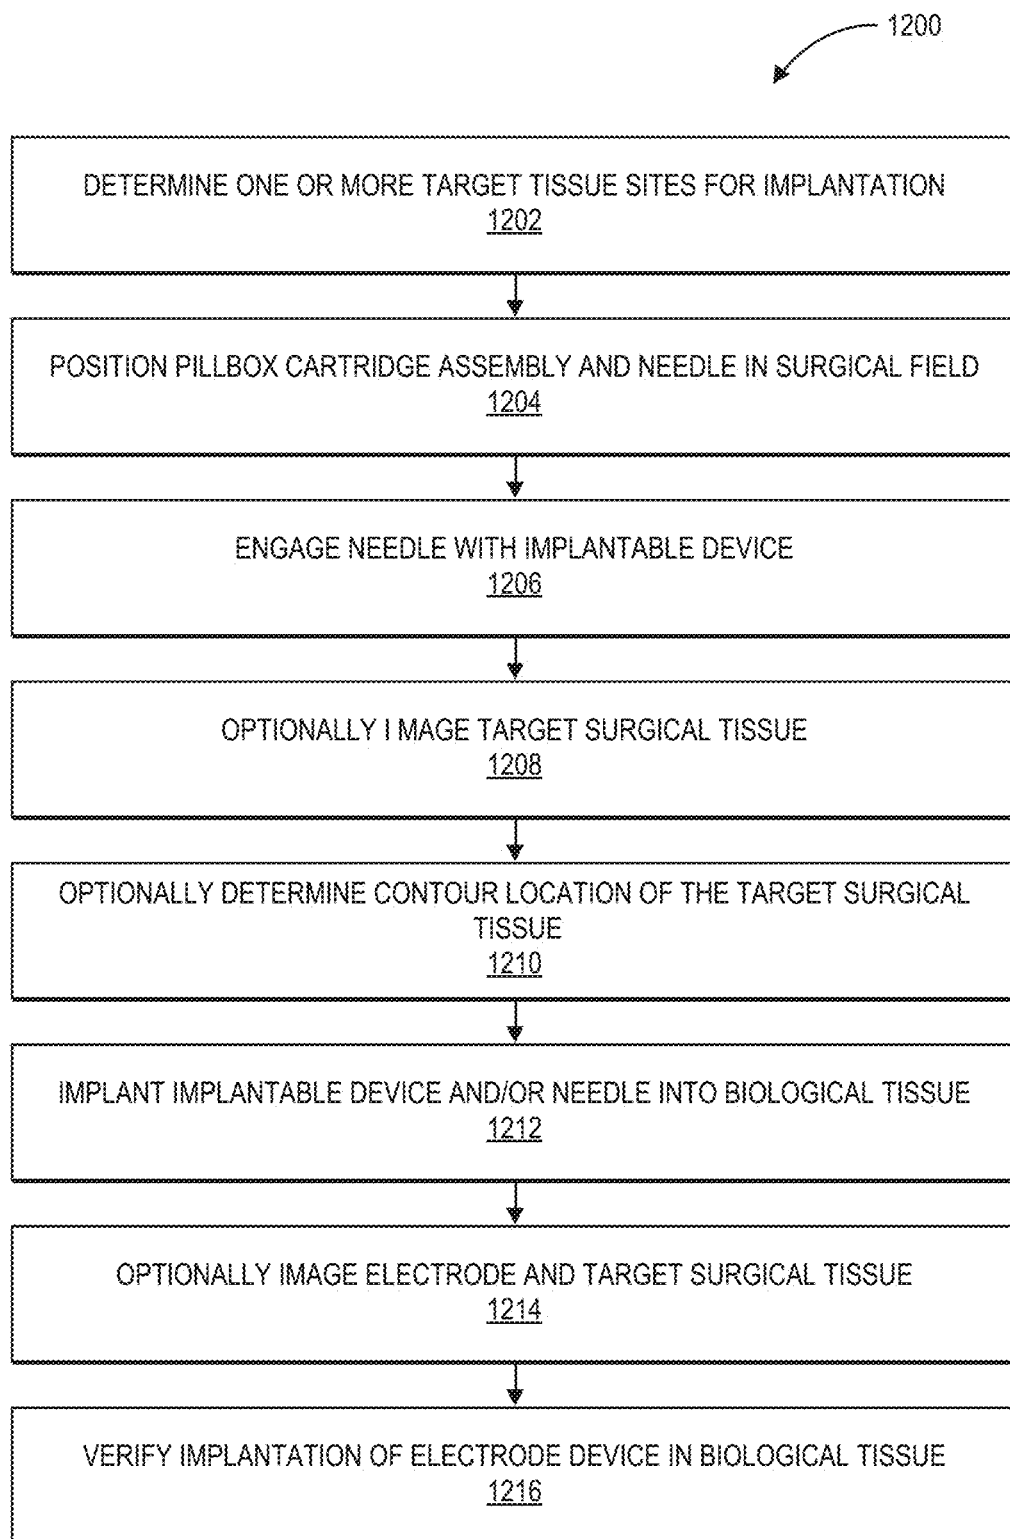 1200
DETERMINE ONE OR MORE TARGET TISSUE SITES FOR IMPLANTATION
1202
POSITION PILLBOX CARTRIDGE ASSEMBLY AND NEEDLE IN SURGICAL FIELD
1204
ENGAGE NEEDLE WITH IMPLANTABLE DEVICE
1206
OPTIONALLY I MAGE TARGET SURGICAL TISSUE
1208
OPTIONALLY DETERMINE CONTOUR LOCATION OF THE TARGET SURGICAL
TISSUE
1210
IMPLANT IMPLANTABLE DEVICE AND/OR NEEDLE INTO BIOLOGICAL TISSUE
1212
OPTIONALLY IMAGE ELECTRODE AND TARGET SURGICAL TISSUE
1214
VERIFY IMPLANTATION OF ELECTRODE DEVICE IN BIOLOGICAL TISSUE
1216